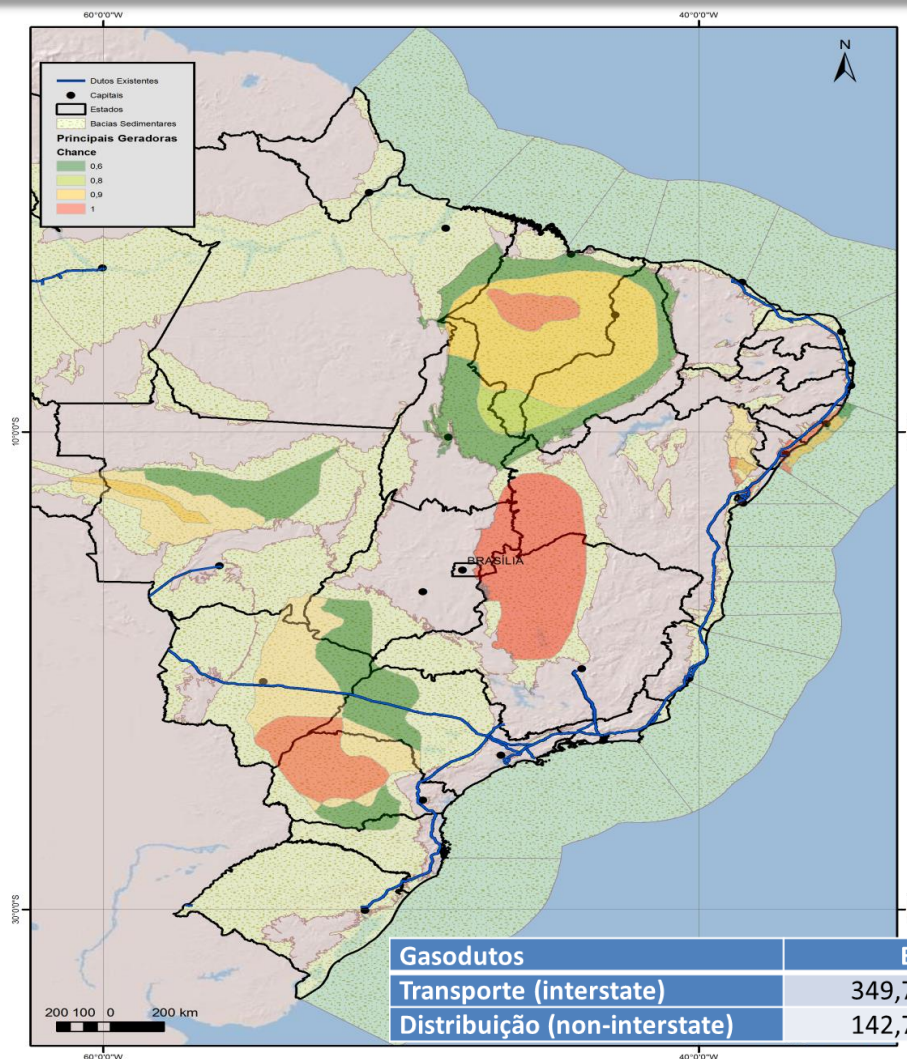 60°0'0"W 40°0'0"W
N
Dutos Existentes
Capitais
Estados
Bacias Sedimentares
Principais Geradoras
Chance
0,6
0,8
0,9
1
10°0'0"S
BRASÍLIA
30°0'0"S
Gasodutos
Transporte (interstate) 349,7
Distribuição (non-interstate) 142,7
200 100 0 200 km
60°0'0"W 40°0'0"W